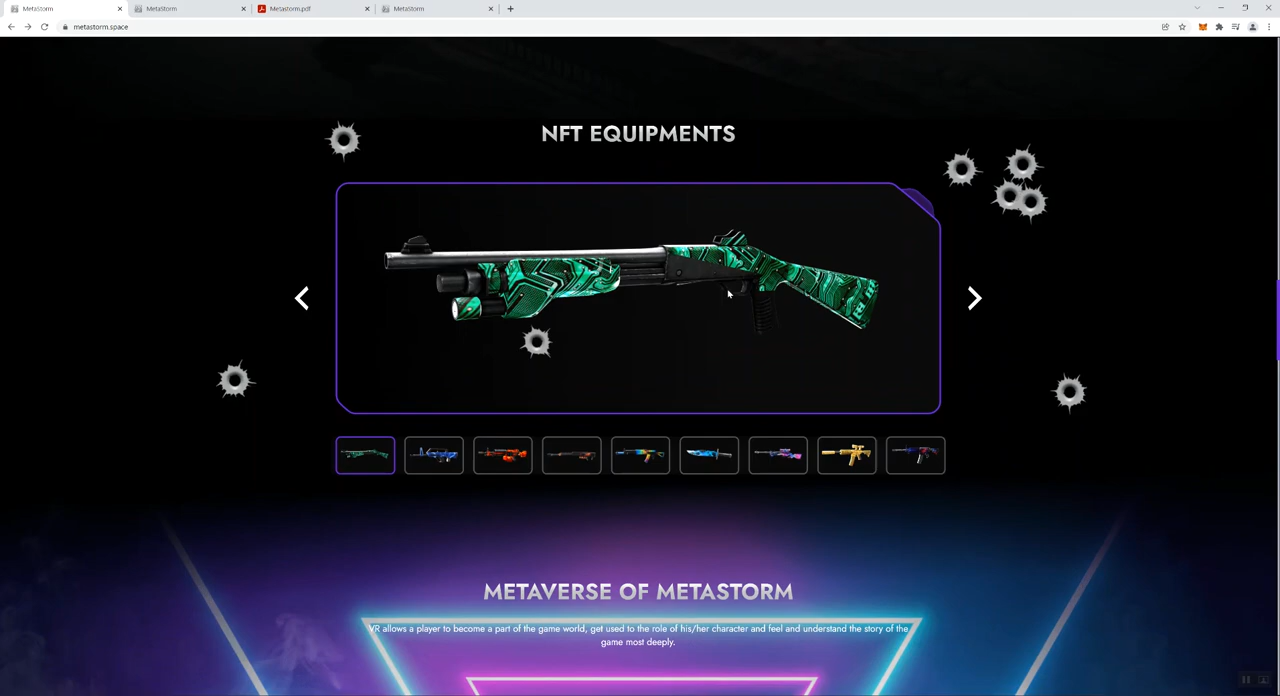 MetaStorm
MetaStorm
Metastorm.pdf
MetaStorm
metastorm.space
NFT EQUIPMENTS
METAVERSE OF METASTORM
VR allows a player to become a part of the game world, get used to the role of his/her character and feel and understand the story of the
game most deeply.